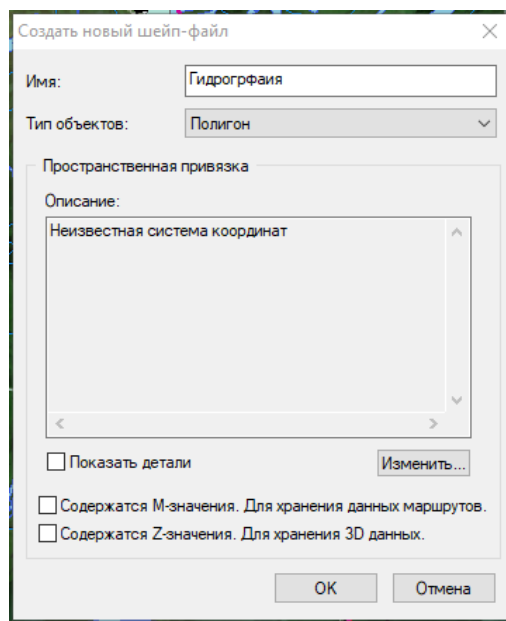 Создать новый шейп-файл
Имя:
Гидрогрфаия
Тип объектов:
Полигон
Пространственная привязка
Описание:
Неизвестная система координат
Показать детали
Изменить...
Содержатся М-значения. Для хранения данных маршрутов.
Содержатся Z-значения. Для хранения 3D данных.
OK
Отмена